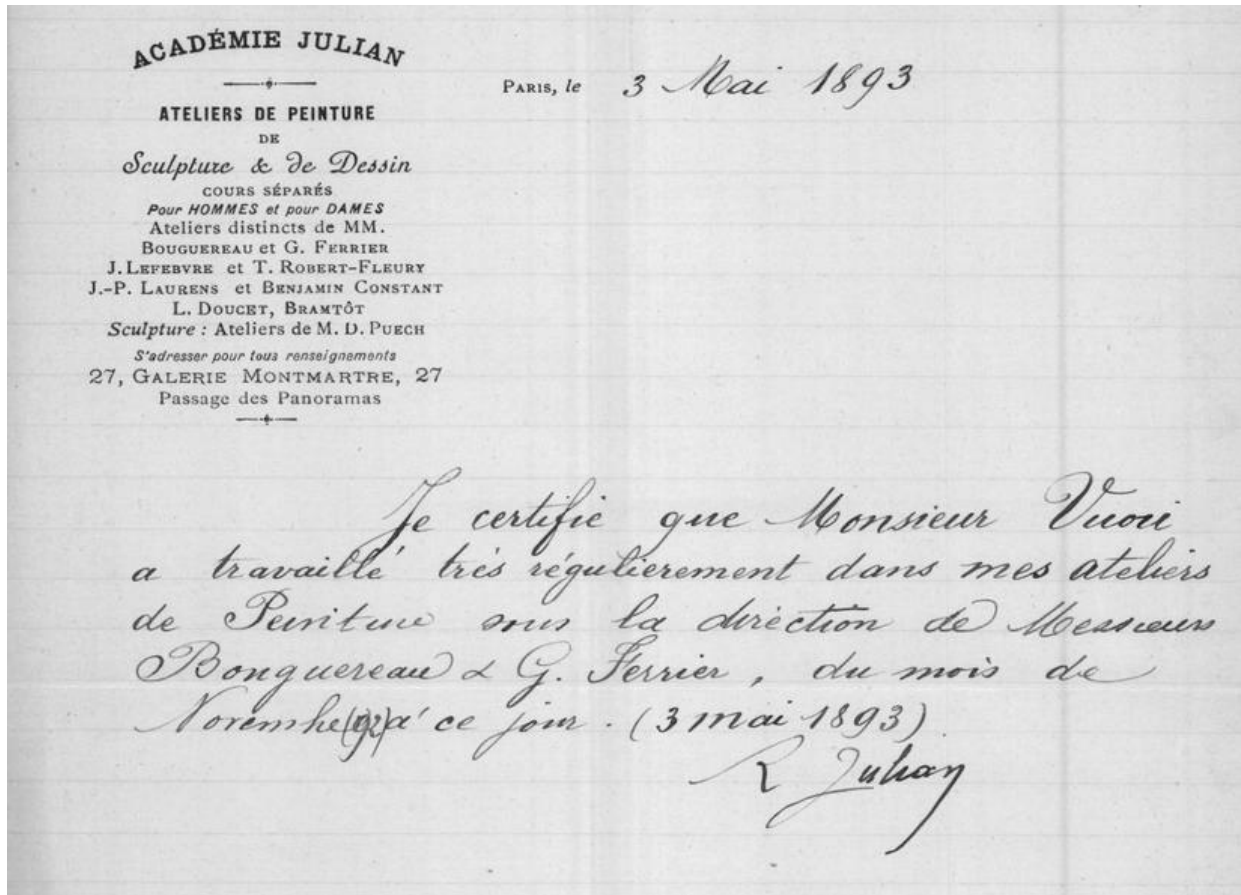 ACADÉMIE JULIAN
PARIS, le 3 Mai 1893
ATELIERS DE PEINTURE
DE
Sculpture & de Dessin
COURS SÉPARÉS
Pour HOMMES et pour DAMES
Ateliers distincts de MM.
BOUGUEREAU et G. FERRIER
J. LEFEBVRE et T. ROBERT-FLEURY
J.-P. LAURENS et BENJAMIN CONSTANT
L. DOUCET, BRAMTÔT
Sculpture : Ateliers de M. D. PUECH
S'adresser pour tous renseignements
27, GALERIE MONTMARTRE, 27
Passage des Panoramas
Je certifie que Monsieur Vuori
a travaillé très régulierement dans mes ateliers
de Peinture sous la direction de Messieurs
Bouguereau & G. Ferrier, du mois de
Novembre (92) à ce jour. (3 mai 1893)
R Julian